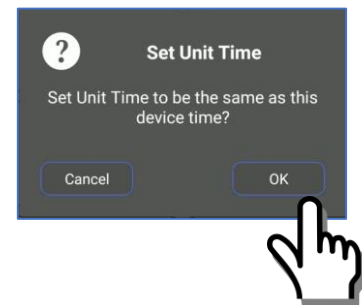 ?
Set Unit Time
Set Unit Time to be the same as this
device time?
Cancel
OK